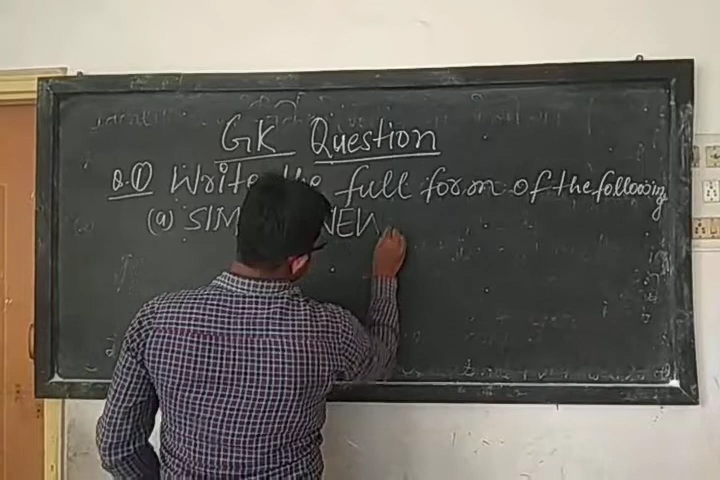 GK Question
Q.① Write the full form of the following
(a) SIM NEW